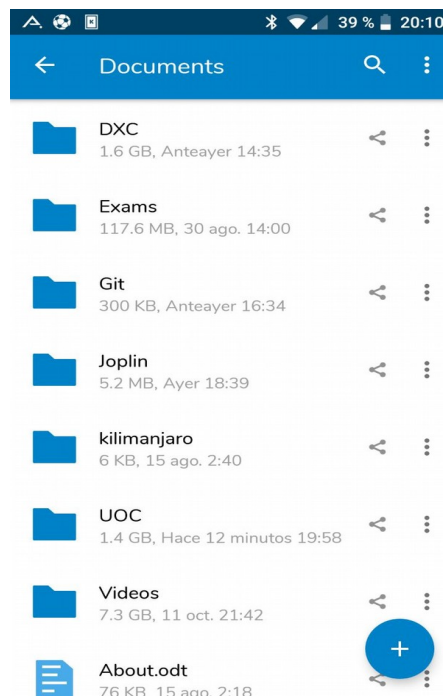 39 % 20:10
Documents
DXC
1.6 GB, Anteayer 14:35
Exams
117.6 MB, 30 ago. 14:00
Git
300 KB, Anteayer 16:34
Joplin
5.2 MB, Ayer 18:39
kilimanjaro
6 KB, 15 ago. 2:40
UOC
1.4 GB, Hace 12 minutos 19:58
Videos
7.3 GB, 11 oct. 21:42
About.odt
76 KB, 15 ago. 2:18